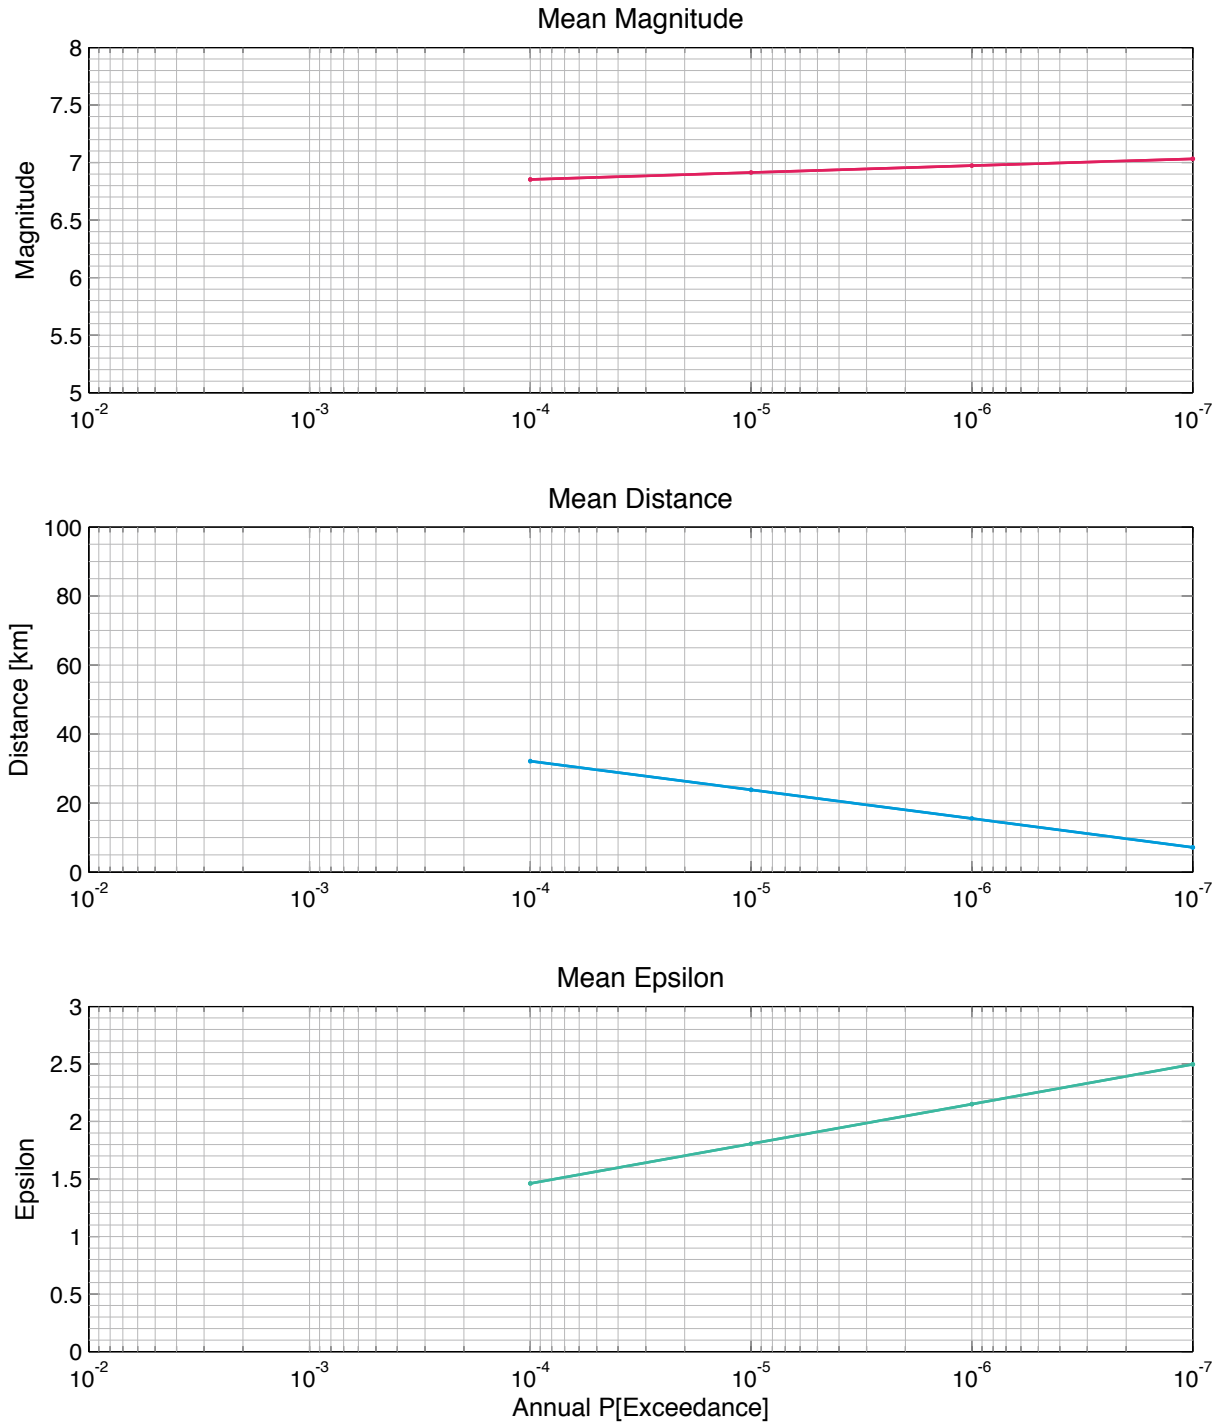 Mean Magnitude
Magnitude
8
7.5
7
6.5
6
5.5
5
10^-2 10^-3 10^-4 10^-5 10^-6 10^-7
Mean Distance
Distance [km]
100
80
60
40
20
0
10^-2 10^-3 10^-4 10^-5 10^-6 10^-7
Mean Epsilon
Epsilon
3
2.5
2
1.5
1
0.5
0
10^-2 10^-3 10^-4 10^-5 10^-6 10^-7
Annual P[Exceedance]